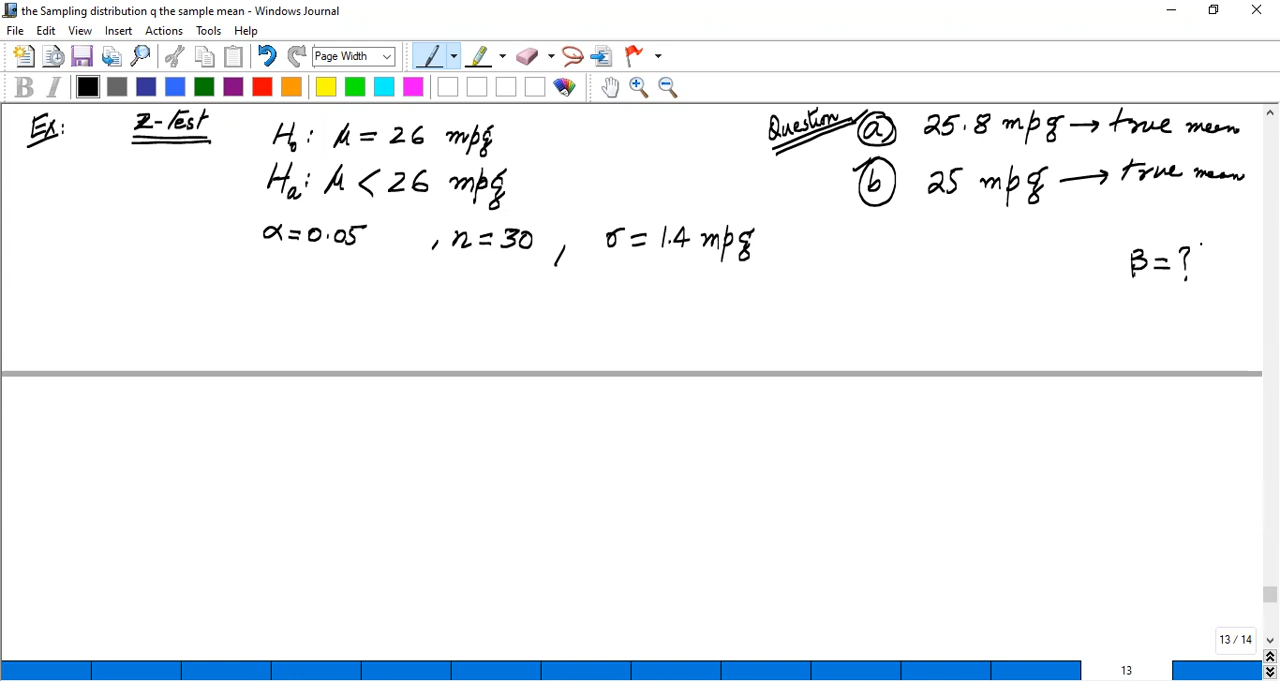 the Sampling distribution q the sample mean - Windows Journal
File Edit View Insert Actions Tools Help
Page Width
B I
Ex: Z-Test
H₀: μ = 26 mpg
Hₐ: μ < 26 mpg
α = 0.05 , n = 30 , σ = 1.4 mpg
Question a 25.8 mpg → true mean
b 25 mpg → true mean
β = ?
13 / 14
13